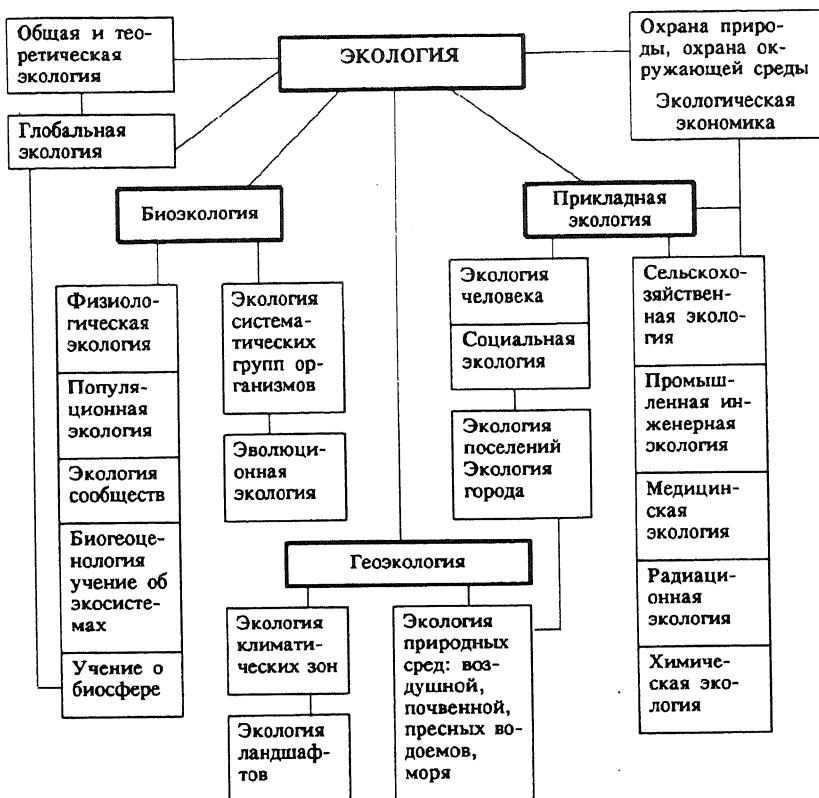 Общая и тео-
ретическая
экология
ЭКОЛОГИЯ
Охрана приро-
ды, охрана ок-
ружающей среды
Экологическая
экономика
Глобальная
экология
Биоэкология
Прикладная
экология
Физиоло-
гическая
экология
Популя-
ционная
экология
Экология
сообществ
Биогеоце-
нология
учение об
экосисте-
мах
Учение о
биосфере
Экология
система-
тических
групп ор-
ганизмов
Эволюци-
онная
экология
Экология
человека
Социальная
экология
Экология
поселений
Экология
города
Сельскохо-
зяйствен-
ная эколо-
гия
Промыш-
ленная ин-
женерная
экология
Медицин-
ская
экология
Радиаци-
онная
экология
Химиче-
ская эко-
логия
Геоэкология
Экология
климати-
ческих зон
Экология
ландшаф-
тов
Экология
природных
сред: воз-
душной,
почвенной,
пресных во-
доемов,
моря